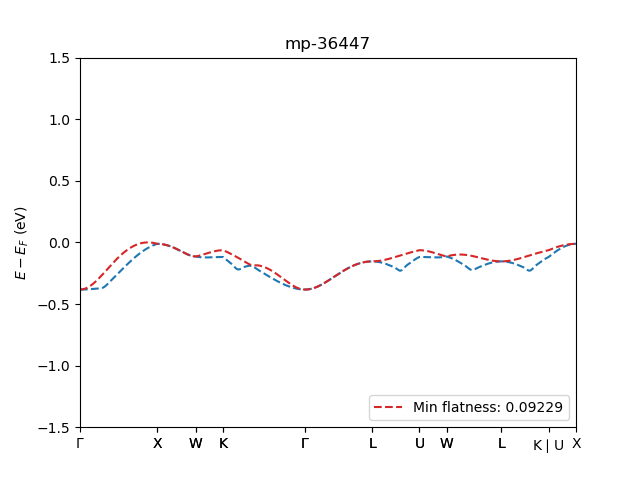 mp-36447
1.5
1.0
0.5
0.0
−0.5
−1.0
−1.5
E − E_F (eV)
Min flatness: 0.09229
Γ X W K Γ L U W L K | U X